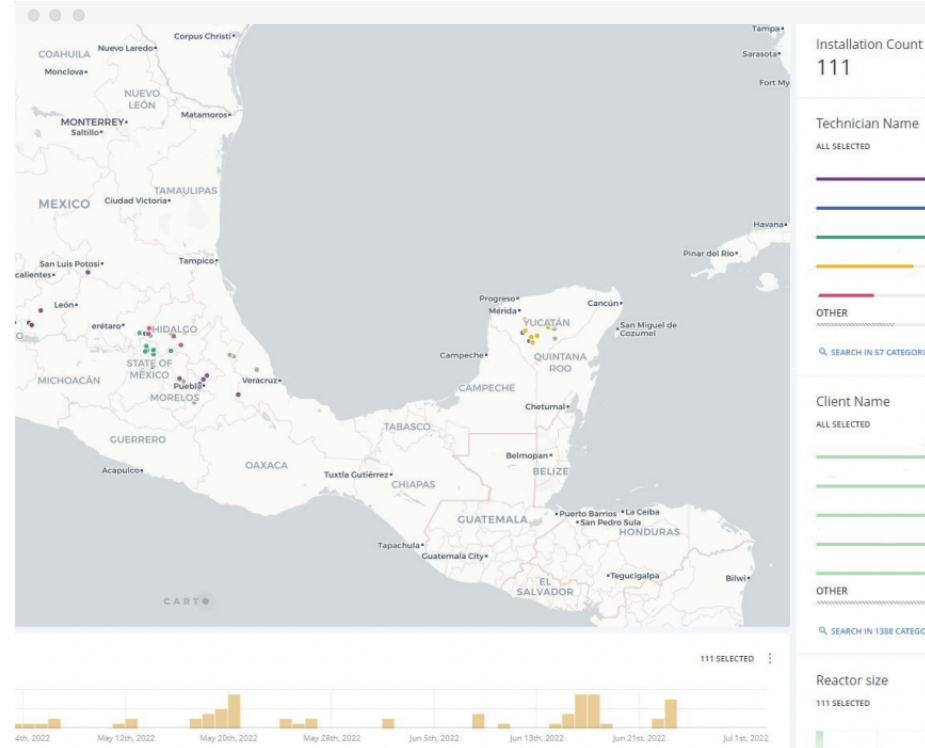 Tampa
Corpus Christi
Installation Count
COAHUILA
Nuevo Laredo
Sarasota
111
Monclova
Fort My
NUEVO
LEÓN
MONTERREY
Matamoros
Technician Name
Saltillo
ALL SELECTED
TAMAULIPAS
MEXICO
Ciudad Victoria
Havana
Pinar del Rio
San Luis Potosi
Tampico
calientes
León
Progreso
Cancún
Mérida
OTHER
erétaro
HIDALGO
YUCATÁN
San Miguel de
Cozumel
SEARCH IN 57 CATEGORI
Campeche
QUINTANA
ROO
STATE OF
MÉXICO
MICHOACÁN
Puebla
Veracruz
CAMPECHE
MORELOS
Client Name
Chetumal
ALL SELECTED
TABASCO
GUERRERO
Belmopan
OAXACA
Acapulco
Tuxtla Gutiérrez
BELIZE
CHIAPAS
Puerto Barrios
La Ceiba
GUATEMALA
San Pedro Sula
HONDURAS
Tapachula
Guatemala City
Tegucigalpa
Bilwi
EL
SALVADOR
OTHER
CARTO
SEARCH IN 1388 CATEGO
111 SELECTED
Reactor size
111 SELECTED
4th, 2022
May 12th, 2022
May 20th, 2022
May 28th, 2022
Jun 5th, 2022
Jun 13th, 2022
Jun 21st, 2022
Jul 1st, 2022